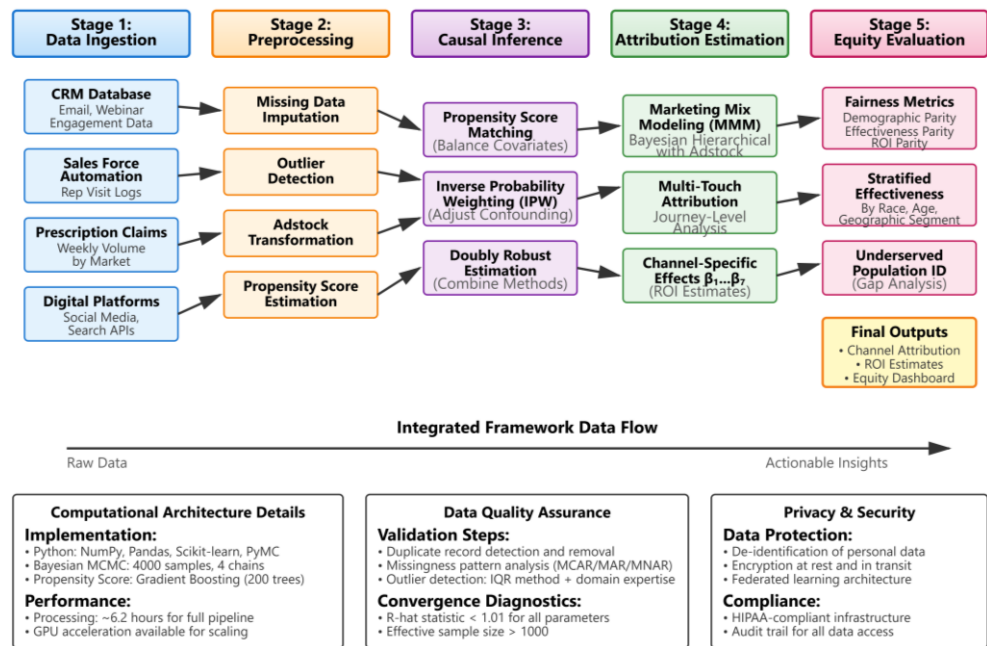 Stage 1:
Data Ingestion
Stage 2:
Preprocessing
Stage 3:
Causal Inference
Stage 4:
Attribution Estimation
Stage 5:
Equity Evaluation
CRM Database
Email, Webinar
Engagement Data
Sales Force
Automation
Rep Visit Logs
Prescription Claims
Weekly Volume
by Market
Digital Platforms
Social Media,
Search APIs
Missing Data
Imputation
Outlier
Detection
Adstock
Transformation
Propensity Score
Estimation
Propensity Score
Matching
(Balance Covariates)
Inverse Probability
Weighting (IPW)
(Adjust Confounding)
Doubly Robust
Estimation
(Combine Methods)
Marketing Mix
Modeling (MMM)
Bayesian Hierarchical
with Adstock
Multi-Touch
Attribution
Journey-Level
Analysis
Channel-Specific
Effects β₁...β₇
(ROI Estimates)
Fairness Metrics
Demographic Parity
Effectiveness Parity
ROI Parity
Stratified
Effectiveness
By Race, Age,
Geographic Segment
Underserved
Population ID
(Gap Analysis)
Final Outputs
• Channel Attribution
• ROI Estimates
• Equity Dashboard
Integrated Framework Data Flow
Raw Data
Actionable Insights
Computational Architecture Details
Implementation:
• Python: NumPy, Pandas, Scikit-learn, PyMC
• Bayesian MCMC: 4000 samples, 4 chains
• Propensity Score: Gradient Boosting (200 trees)
Performance:
• Processing: ~6.2 hours for full pipeline
• GPU acceleration available for scaling
Data Quality Assurance
Validation Steps:
• Duplicate record detection and removal
• Missingness pattern analysis (MCAR/MAR/MNAR)
• Outlier detection: IQR method + domain expertise
Convergence Diagnostics:
• R-hat statistic < 1.01 for all parameters
• Effective sample size > 1000
Privacy & Security
Data Protection:
• De-identification of personal data
• Encryption at rest and in transit
• Federated learning architecture
Compliance:
• HIPAA-compliant infrastructure
• Audit trail for all data access